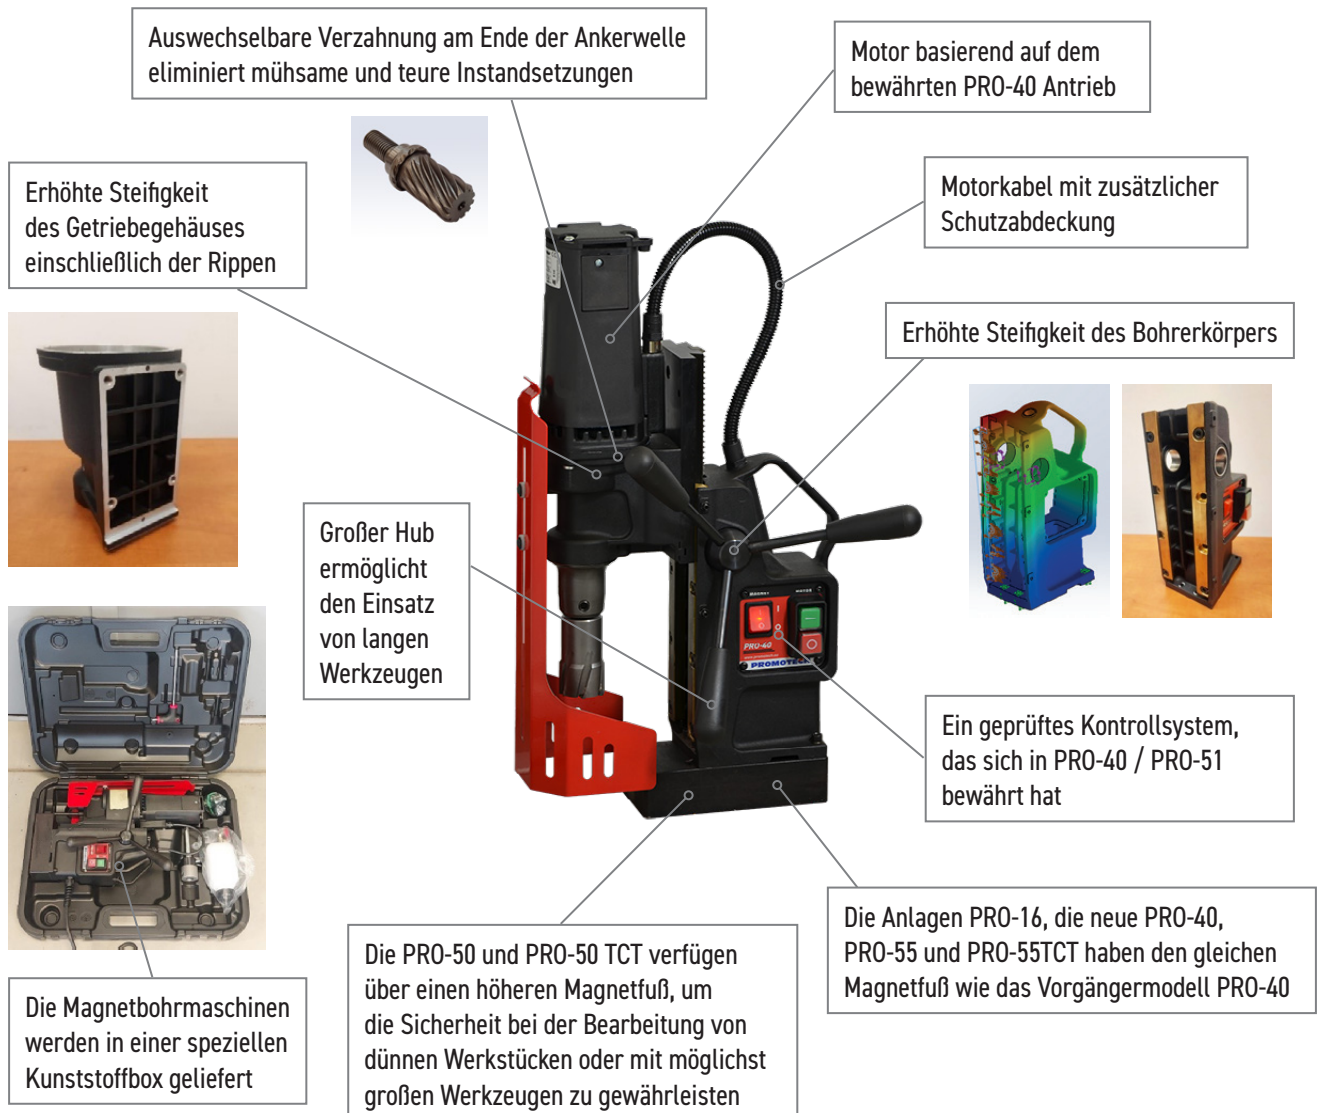 Auswechselbare Verzahnung am Ende der Ankerwelle
eliminiert mühsame und teure Instandsetzungen
Motor basierend auf dem
bewährten PRO-40 Antrieb
Erhöhte Steifigkeit
des Getriebegehäuses
einschließlich der Rippen
Motorkabel mit zusätzlicher
Schutzabdeckung
Erhöhte Steifigkeit des Bohrerkörpers
Großer Hub
ermöglicht
den Einsatz
von langen
Werkzeugen
MAGNET
MOTOR
PRO-40
PROMOTECH
Ein geprüftes Kontrollsystem,
das sich in PRO-40 / PRO-51
bewährt hat
Die Anlagen PRO-16, die neue PRO-40,
PRO-55 und PRO-55TCT haben den gleichen
Magnetfuß wie das Vorgängermodell PRO-40
Die PRO-50 und PRO-50 TCT verfügen
über einen höheren Magnetfuß, um
die Sicherheit bei der Bearbeitung von
dünnen Werkstücken oder mit möglichst
großen Werkzeugen zu gewährleisten
Die Magnetbohrmaschinen
werden in einer speziellen
Kunststoffbox geliefert